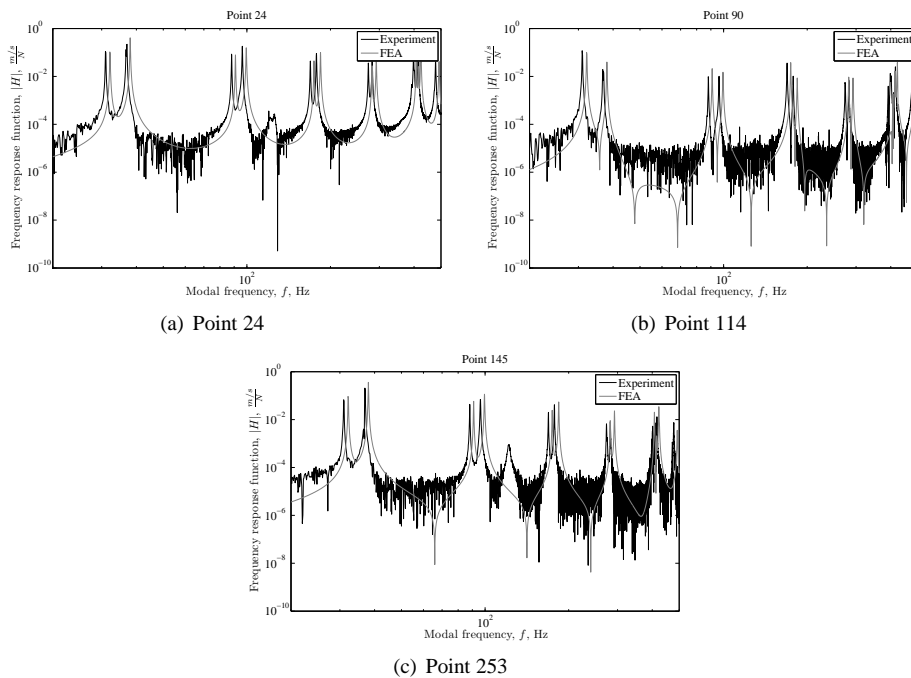 Point 24
Frequency response function, |H|, m/s/N
10^0
10^-2
10^-4
10^-6
10^-8
10^-10
10^2
Modal frequency, f, Hz
Experiment
FEA
(a) Point 24
Point 90
Frequency response function, |H|, m/s/N
10^0
10^-2
10^-4
10^-6
10^-8
10^-10
10^2
Modal frequency, f, Hz
Experiment
FEA
(b) Point 114
Point 145
Frequency response function, |H|, m/s/N
10^0
10^-2
10^-4
10^-6
10^-8
10^-10
10^2
Modal frequency, f, Hz
Experiment
FEA
(c) Point 253